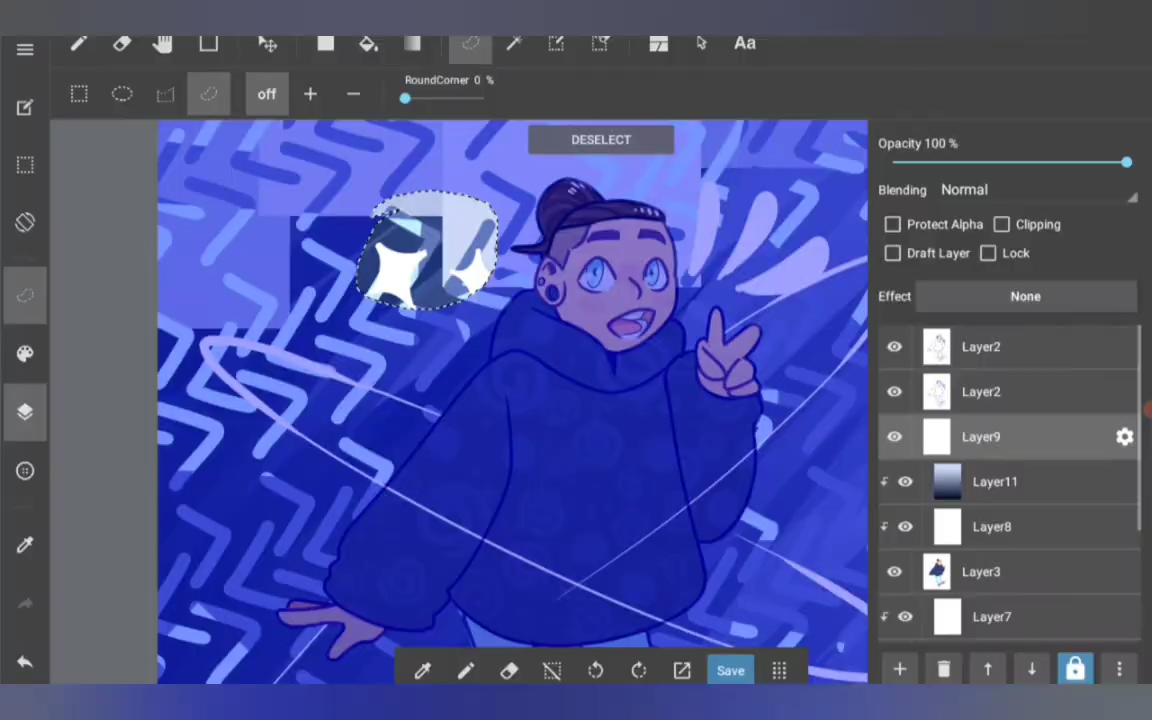 Aa
off
RoundCorner 0 %
DESELECT
Opacity 100 %
Blending Normal
Protect Alpha Clipping
Draft Layer Lock
Effect None
Layer2
Layer2
Layer9
Layer11
Layer8
Layer3
Layer7
Save